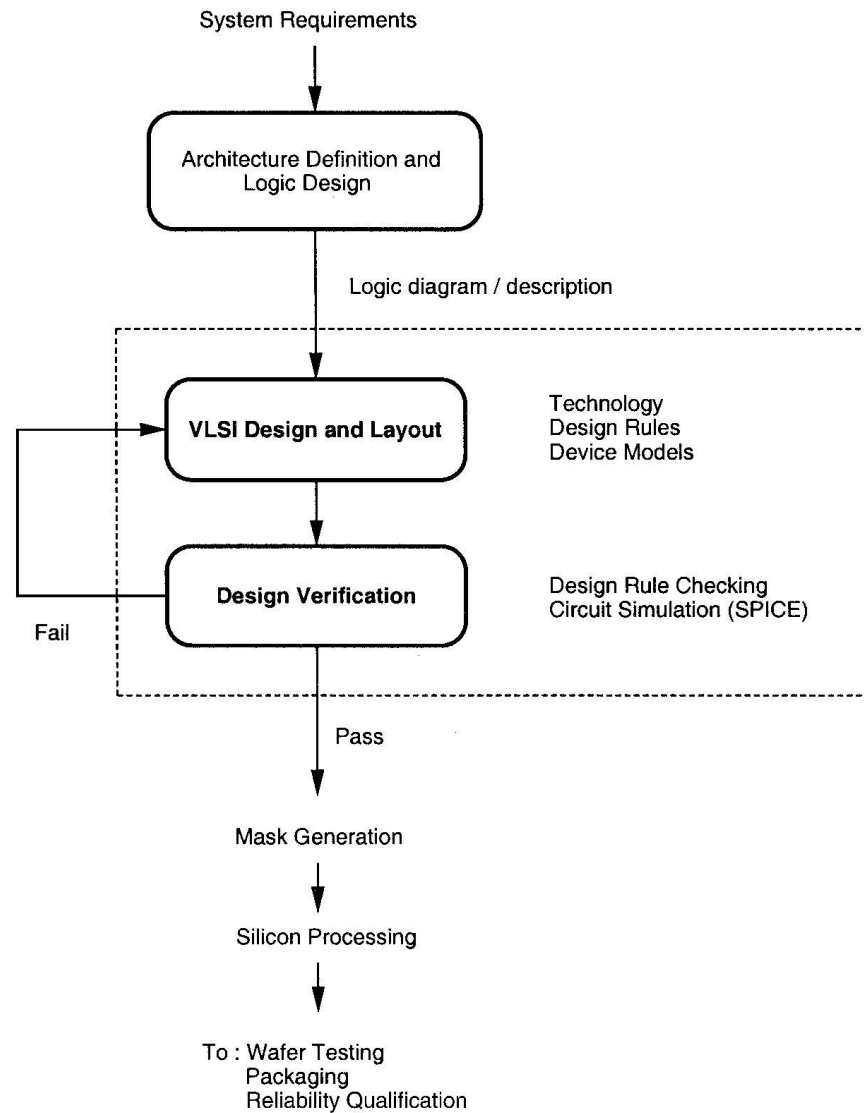 System Requirements
Architecture Definition and
Logic Design
Logic diagram / description
VLSI Design and Layout
Technology
Design Rules
Device Models
Design Verification
Design Rule Checking
Circuit Simulation (SPICE)
Fail
Pass
Mask Generation
Silicon Processing
To : Wafer Testing
Packaging
Reliability Qualification